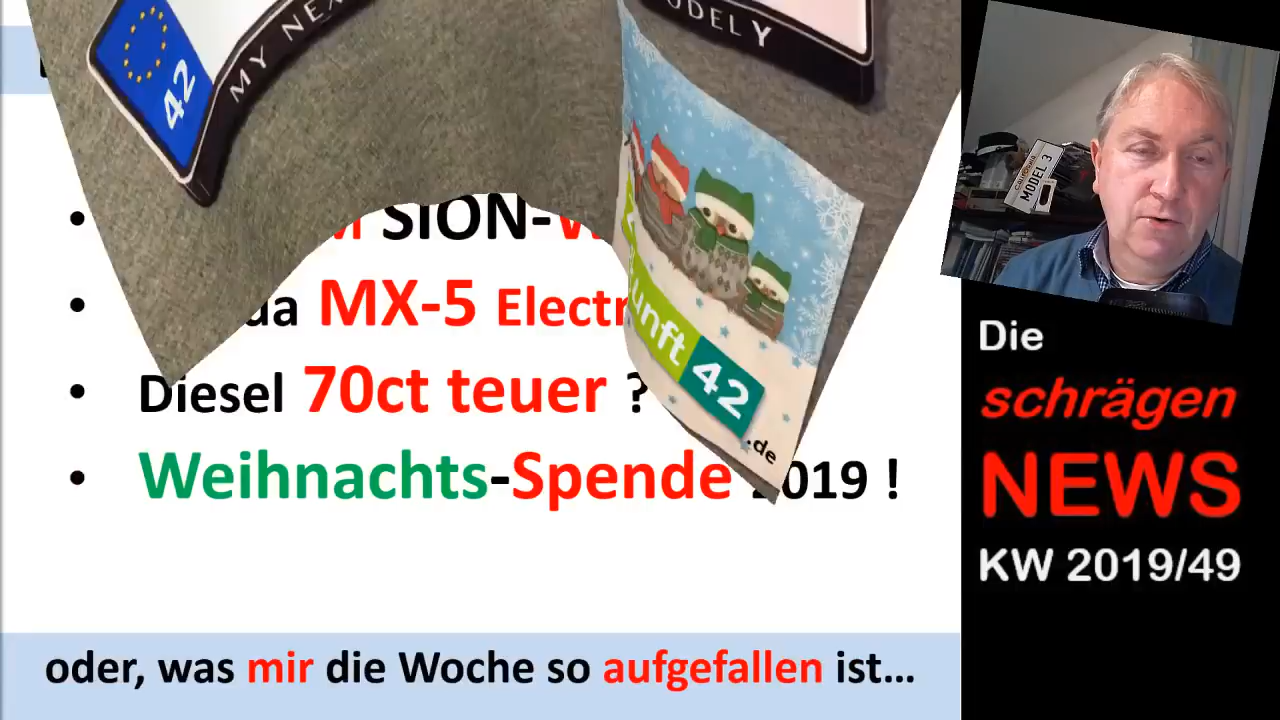 42
MY
MODEL Y
SION-
MX-5 Electr
Diesel 70ct teuer ?
Weihnachts-Spende 2019 !
unft 42
.de
oder, was mir die Woche so aufgefallen ist...
MODEL 3
Die
schrägen
NEWS
KW 2019/49